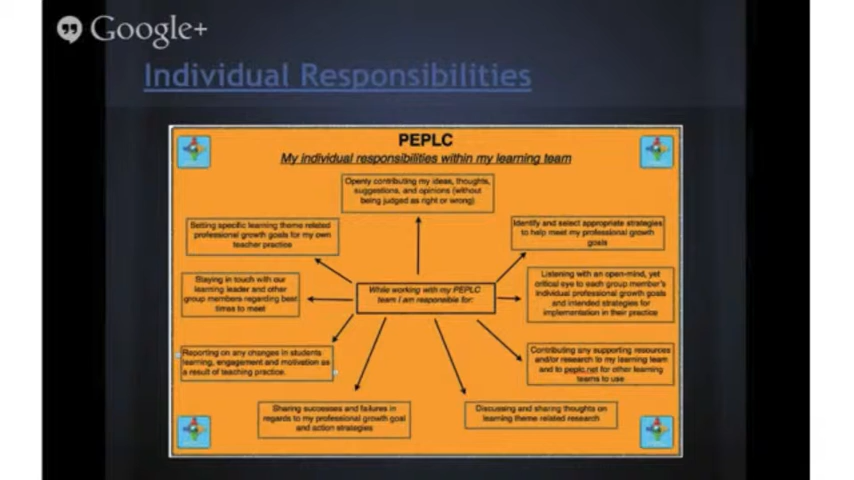 Google+
Individual Responsibilities
PEPLC
My individual responsibilities within my learning team
Openly contributing my ideas, thoughts,
suggestions, and opinions (without
being judged as right or wrong)
Setting specific learning theme related
professional growth goals for my own
teacher practice
Identify and select appropriate strategies
to help meet my professional growth
goals
Staying in touch with our
learning leader and other
group members regarding best
times to meet
While working with my PEPLC
team I am responsible for:
Listening with an open-mind, yet
critical eye to each group member's
individual professional growth goals
and intended strategies for
implementation in their practice
Reporting on any changes in students
learning, engagement and motivation as
a result of teaching practice.
Contributing any supporting resources
and/or research to my learning team
and to peplc.net for other learning
teams to use
Sharing successes and failures in
regards to my professional growth goal
and action strategies
Discussing and sharing thoughts on
learning theme related research